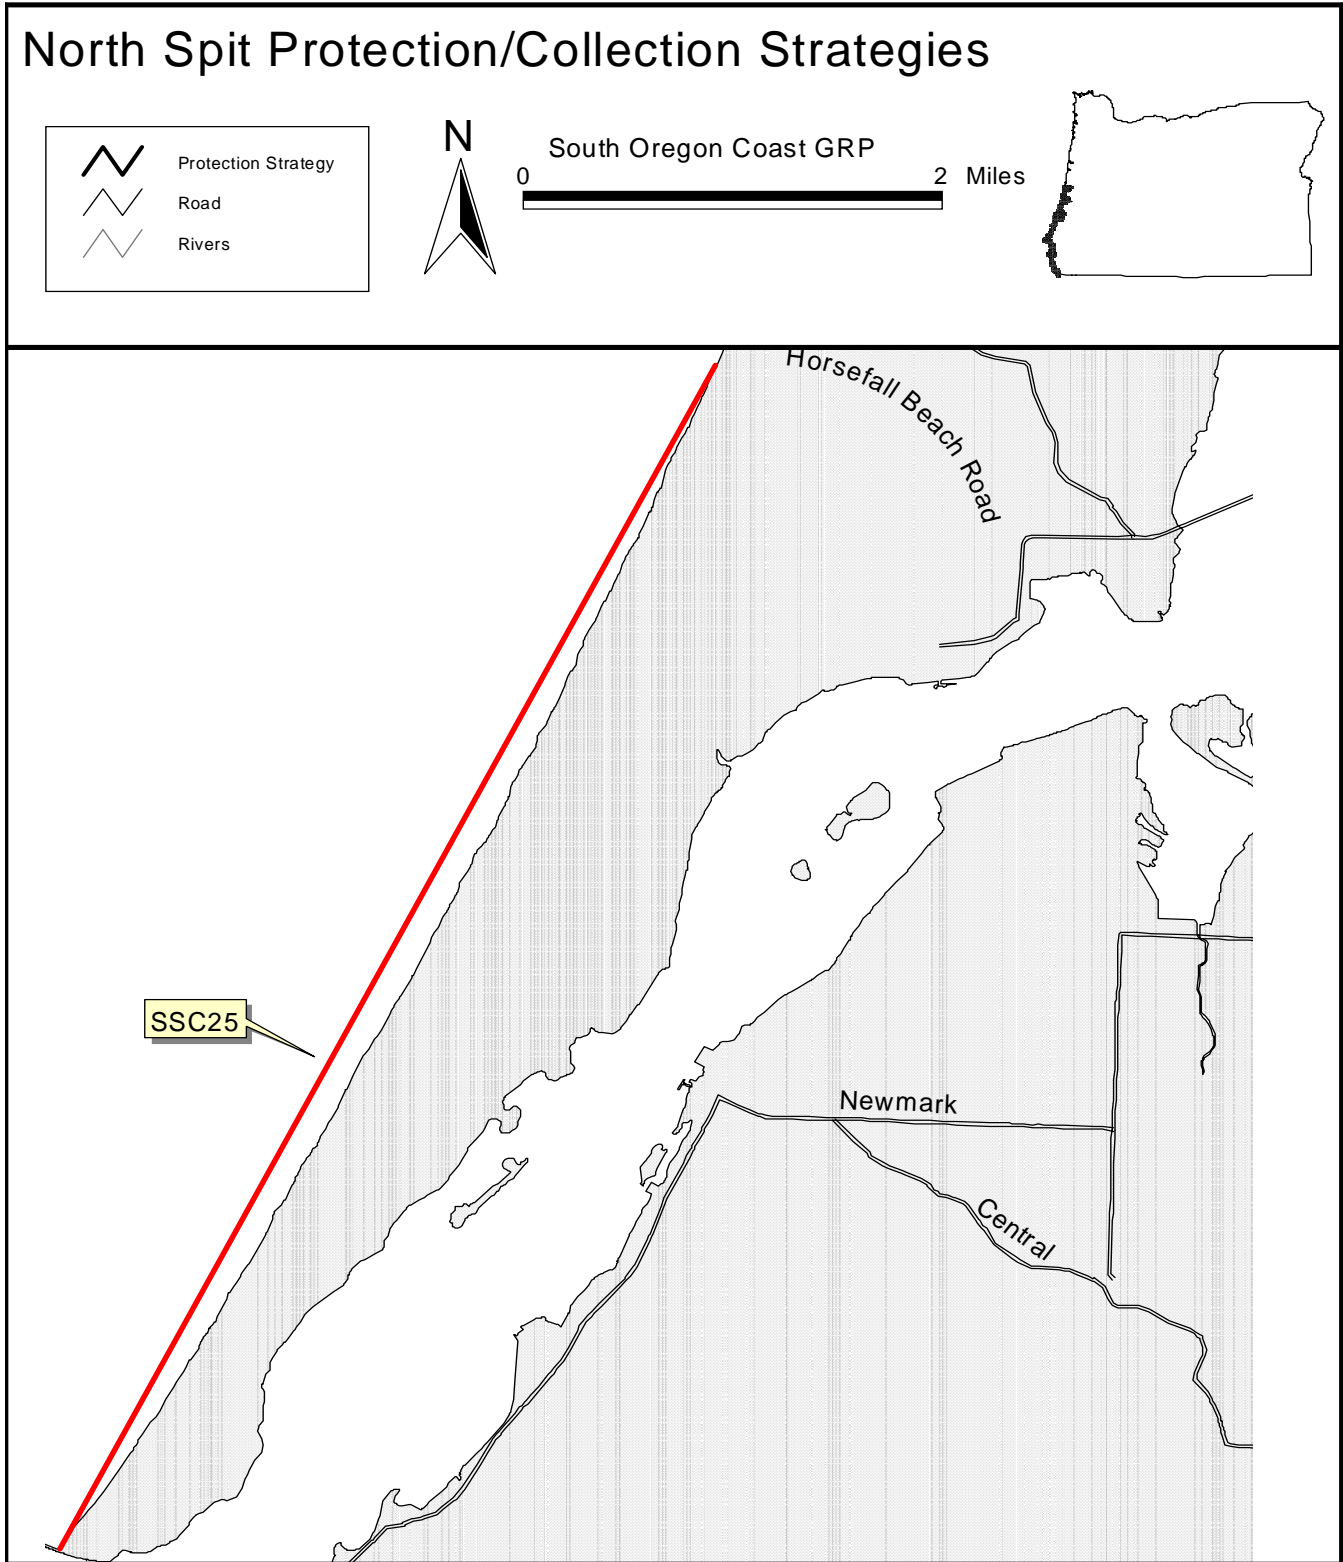 North Spit Protection/Collection Strategies
Protection Strategy
Road
Rivers
N
South Oregon Coast GRP
0 2 Miles
Horsefall Beach Road
SSC25
Newmark
Central